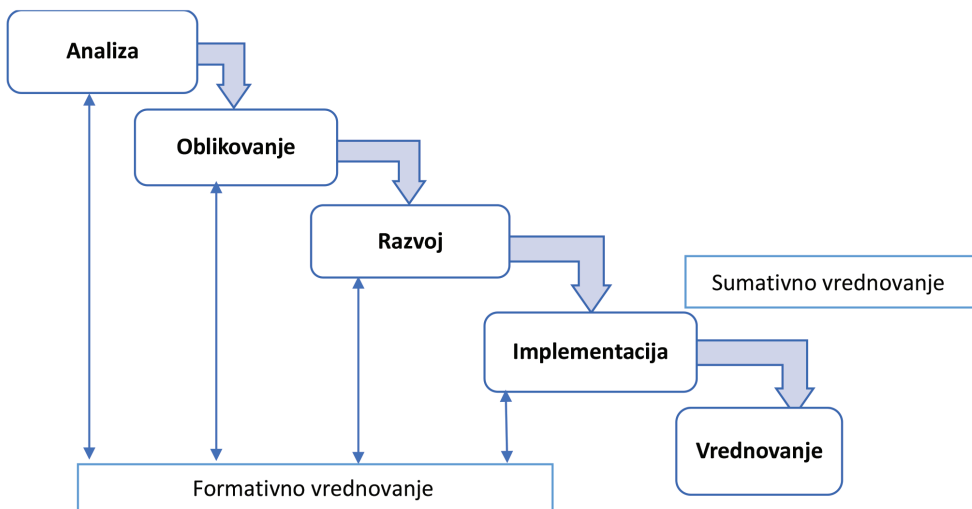 Analiza
Oblikovanje
Razvoj
Sumativno vrednovanje
Implementacija
Vrednovanje
Formativno vrednovanje